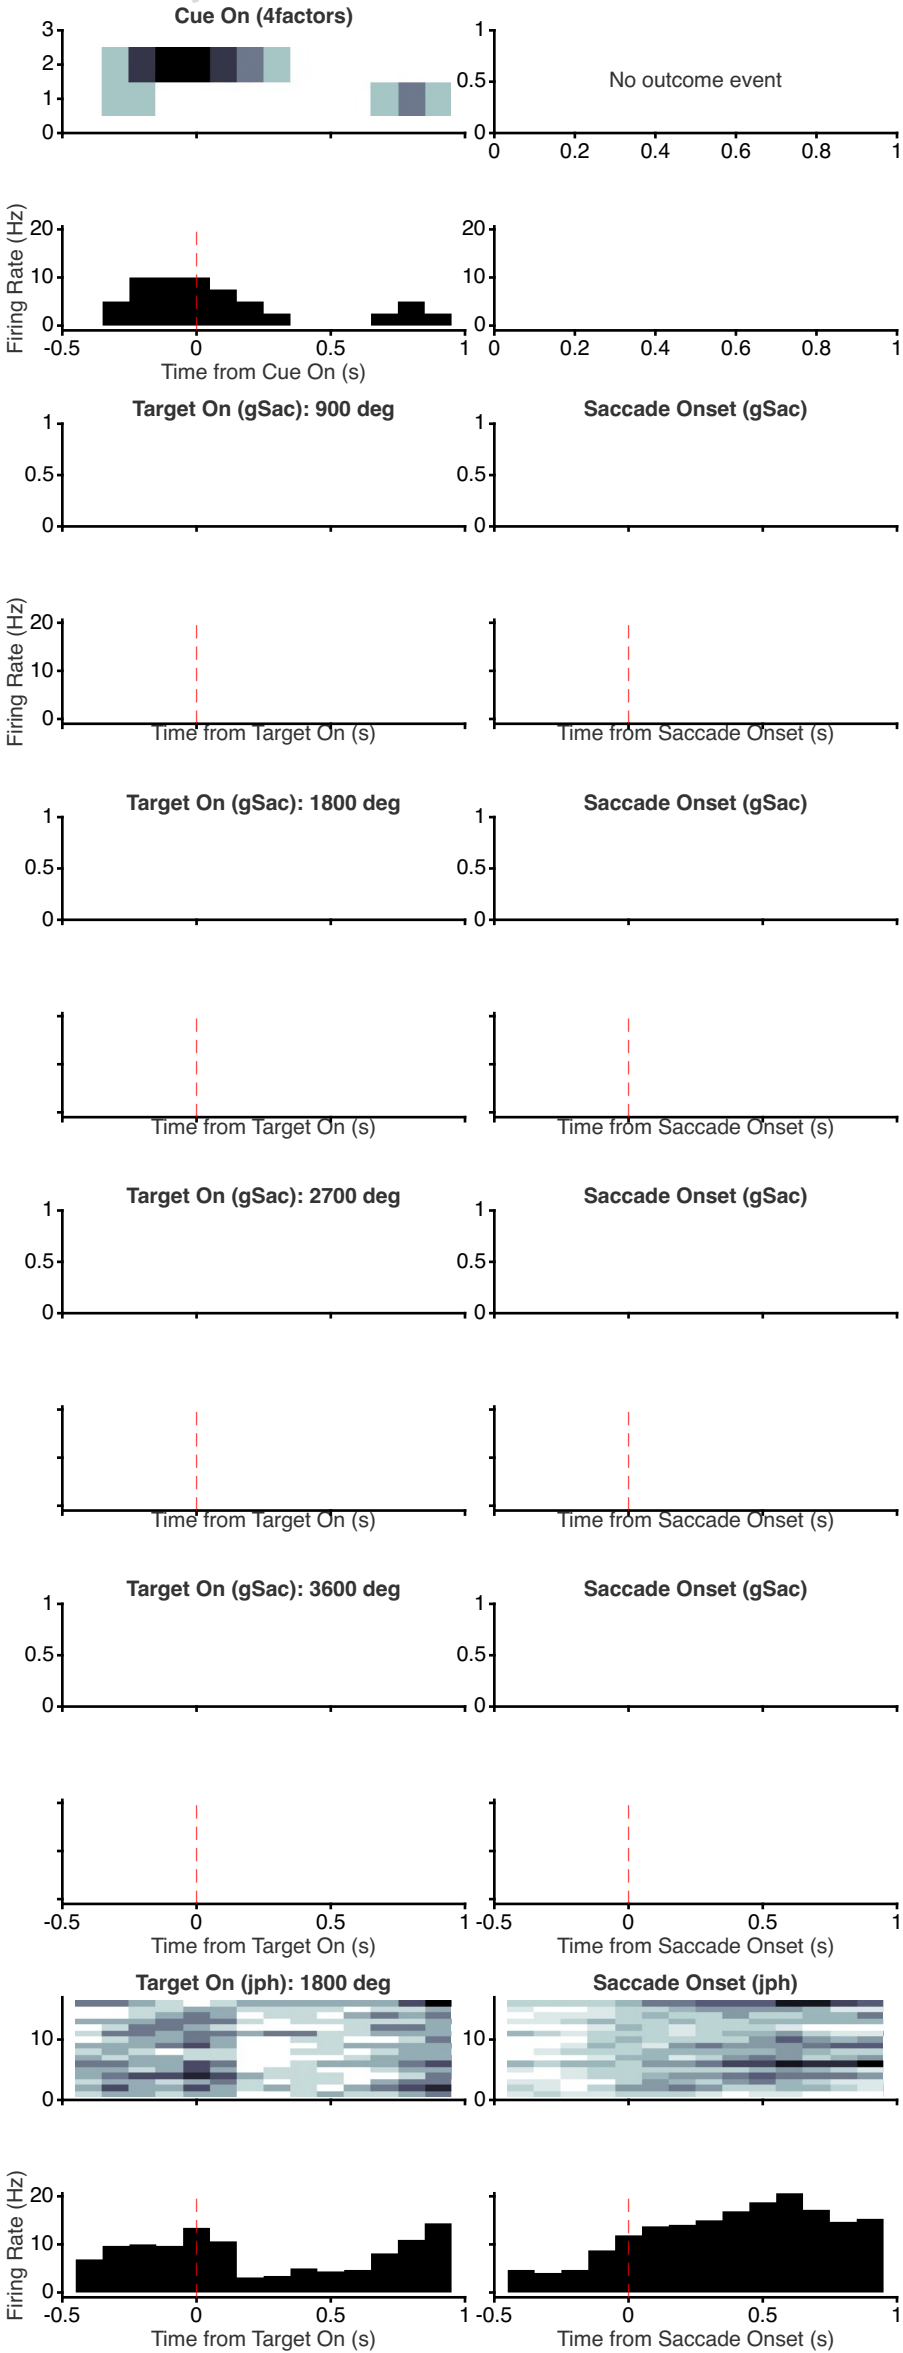 Cue On (4factors)
3
2
1
0
1
0.5
0
No outcome event
0 0.2 0.4 0.6 0.8 1
Firing Rate (Hz)
20
10
0
-0.5 0 0.5 1
Time from Cue On (s)
20
10
0
0 0.2 0.4 0.6 0.8 1
Target On (gSac): 900 deg
1
0.5
0
Saccade Onset (gSac)
1
0.5
0
Firing Rate (Hz)
20
10
0
Time from Target On (s)
Time from Saccade Onset (s)
Target On (gSac): 1800 deg
1
0.5
0
Saccade Onset (gSac)
1
0.5
0
Time from Target On (s)
Time from Saccade Onset (s)
Target On (gSac): 2700 deg
1
0.5
0
Saccade Onset (gSac)
1
0.5
0
Time from Target On (s)
Time from Saccade Onset (s)
Target On (gSac): 3600 deg
1
0.5
0
Saccade Onset (gSac)
1
0.5
0
-0.5 0 0.5 1
Time from Target On (s)
-0.5 0 0.5 1
Time from Saccade Onset (s)
Target On (jph): 1800 deg
10
0
Saccade Onset (jph)
10
0
Firing Rate (Hz)
20
10
0
-0.5 0 0.5 1
Time from Target On (s)
-0.5 0 0.5 1
Time from Saccade Onset (s)